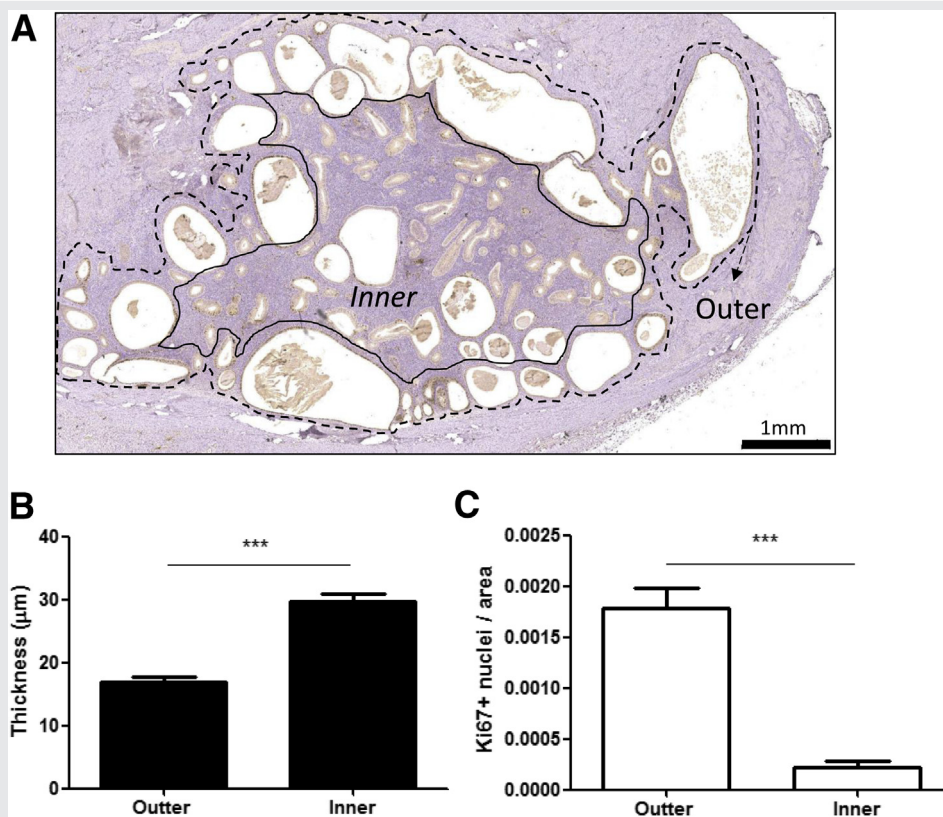 A
Inner
Outer
1mm
B
40
30
20
10
0
Thickness (μm)
***
Outter
Inner
C
0.0025
0.0020
0.0015
0.0010
0.0005
0.0000
Ki67+ nuclei / area
***
Outter
Inner